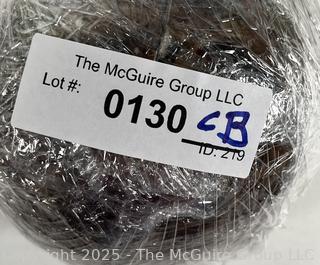 The McGuire Group LLC
Lot #: 0130 CB
ID: 219
Copyright 2025 - The McGuire Group LLC